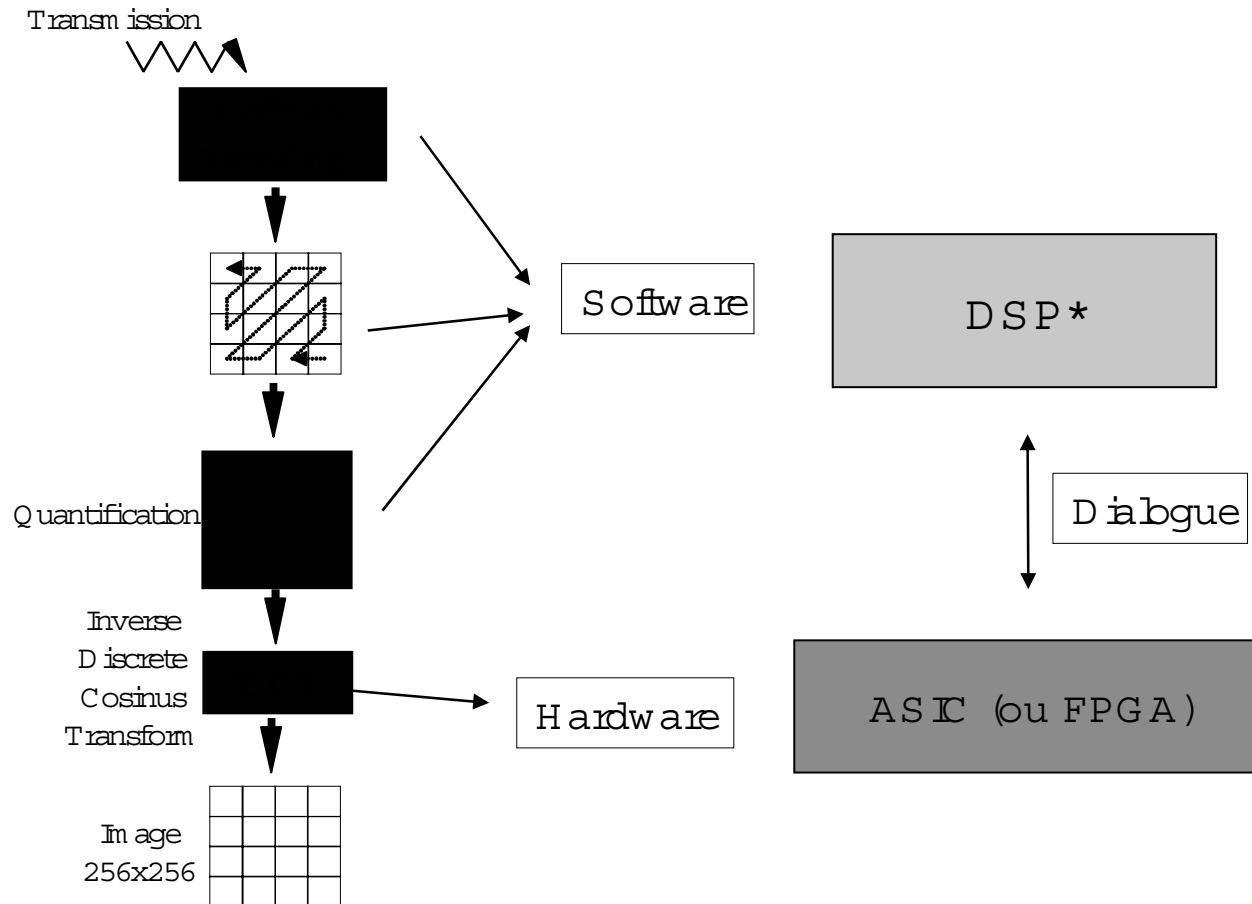 Transmission
Software
DSP*
Quantification
Dialogue
Inverse
Discrete
Cosinus
Transform
Hardware
ASIC (ou FPGA)
Image
256x256